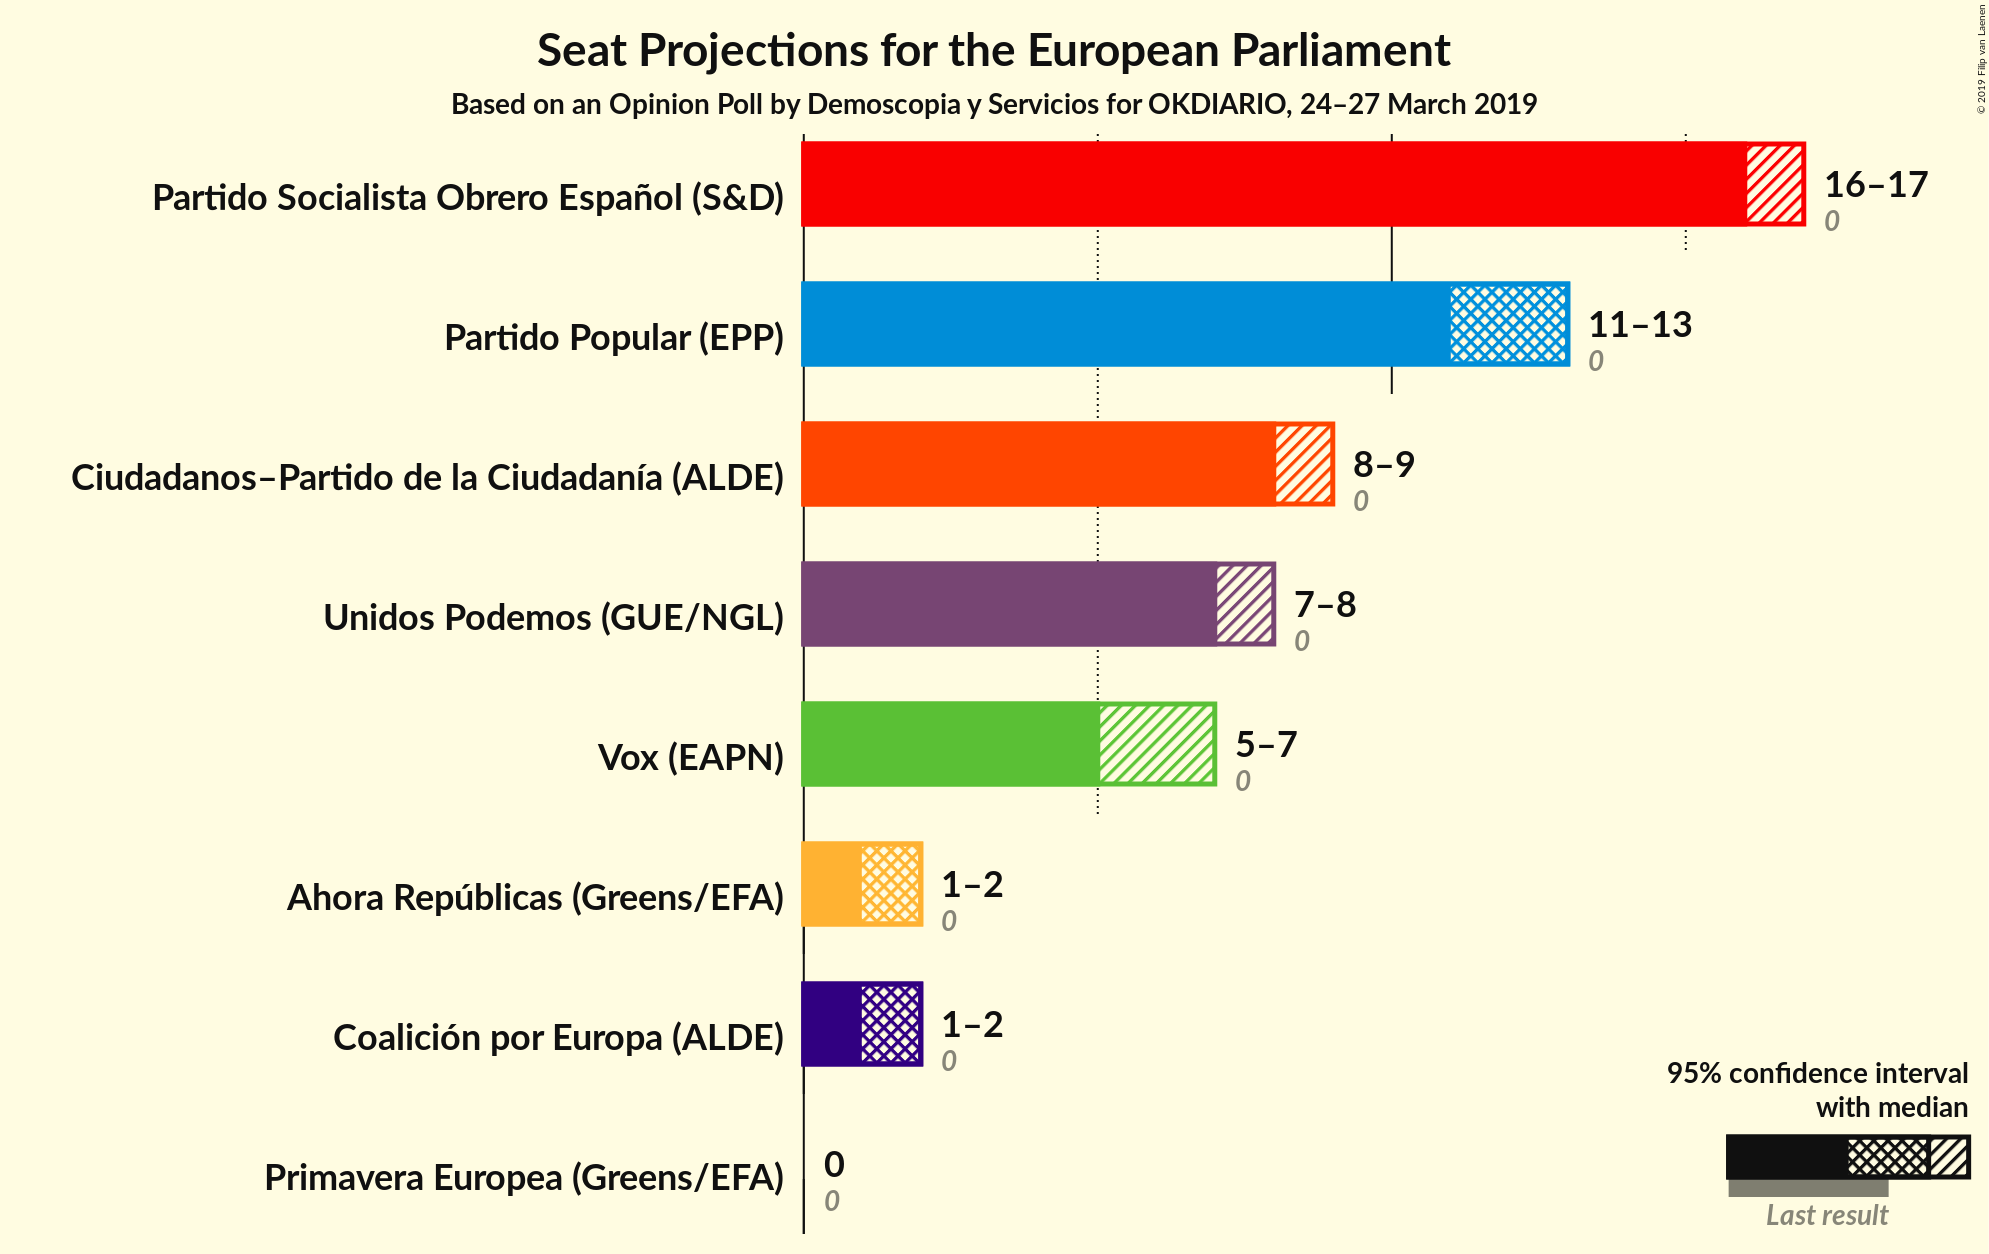 Seat Projections for the European Parliament
Based on an Opinion Poll by Demoscopia y Servicios for OKDIARIO, 24–27 March 2019
© 2019 Filip van Laenen
Partido Socialista Obrero Español (S&D)
16–17
0
Partido Popular (EPP)
11–13
0
Ciudadanos–Partido de la Ciudadanía (ALDE)
8–9
0
Unidos Podemos (GUE/NGL)
7–8
0
Vox (EAPN)
5–7
0
Ahora Repúblicas (Greens/EFA)
1–2
0
Coalición por Europa (ALDE)
1–2
0
Primavera Europea (Greens/EFA)
0
0
95% confidence interval
with median
Last result